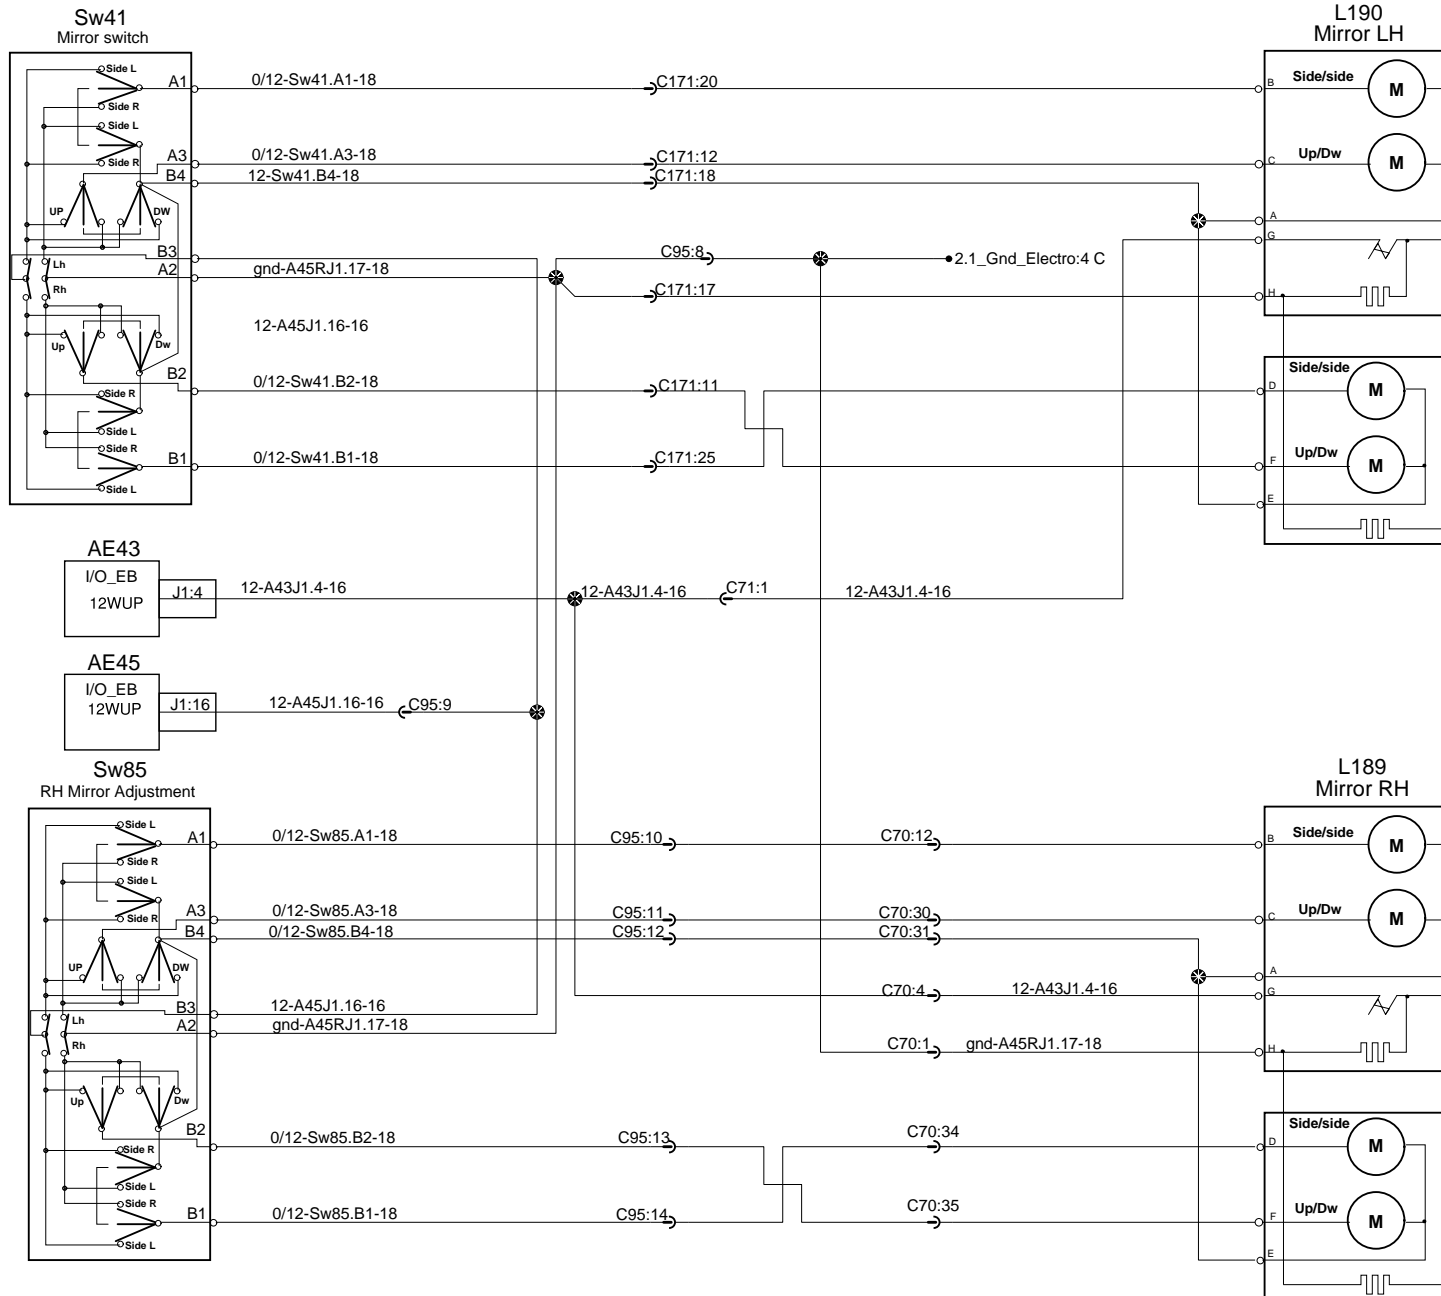 Sw41
Mirror switch
L190
Mirror LH
Side L
A1
0/12-Sw41.A1-18
C171:20
B
Side/side
M
Side R
Side L
Side R
A3
0/12-Sw41.A3-18
C171:12
C
Up/Dw
M
B4
12-Sw41.B4-18
C171:18
UP
DW
A
G
B3
C95:8
2.1_Gnd_Electro:4 C
Lh
A2
gnd-A45RJ1.17-18
Rh
C171:17
H
12-A45J1.16-16
Up
Dw
B2
0/12-Sw41.B2-18
C171:11
Side/side
D
M
Side R
Side L
Side R
B1
0/12-Sw41.B1-18
C171:25
F
Up/Dw
M
Side L
E
AE43
I/O_EB
12WUP
J1:4
12-A43J1.4-16
12-A43J1.4-16
C71:1
12-A43J1.4-16
AE45
I/O_EB
12WUP
J1:16
12-A45J1.16-16
C95:9
Sw85
RH Mirror Adjustment
L189
Mirror RH
Side L
A1
0/12-Sw85.A1-18
C95:10
C70:12
B
Side/side
M
Side R
Side L
Side R
A3
0/12-Sw85.A3-18
C95:11
C70:30
C
Up/Dw
M
B4
0/12-Sw85.B4-18
C95:12
C70:31
UP
DW
A
C70:4
12-A43J1.4-16
G
B3
12-A45J1.16-16
Lh
A2
gnd-A45RJ1.17-18
Rh
C70:1
gnd-A45RJ1.17-18
H
Up
Dw
B2
0/12-Sw85.B2-18
C95:13
C70:34
Side/side
D
M
Side R
Side L
Side R
B1
0/12-Sw85.B1-18
C95:14
C70:35
F
Up/Dw
M
Side L
E